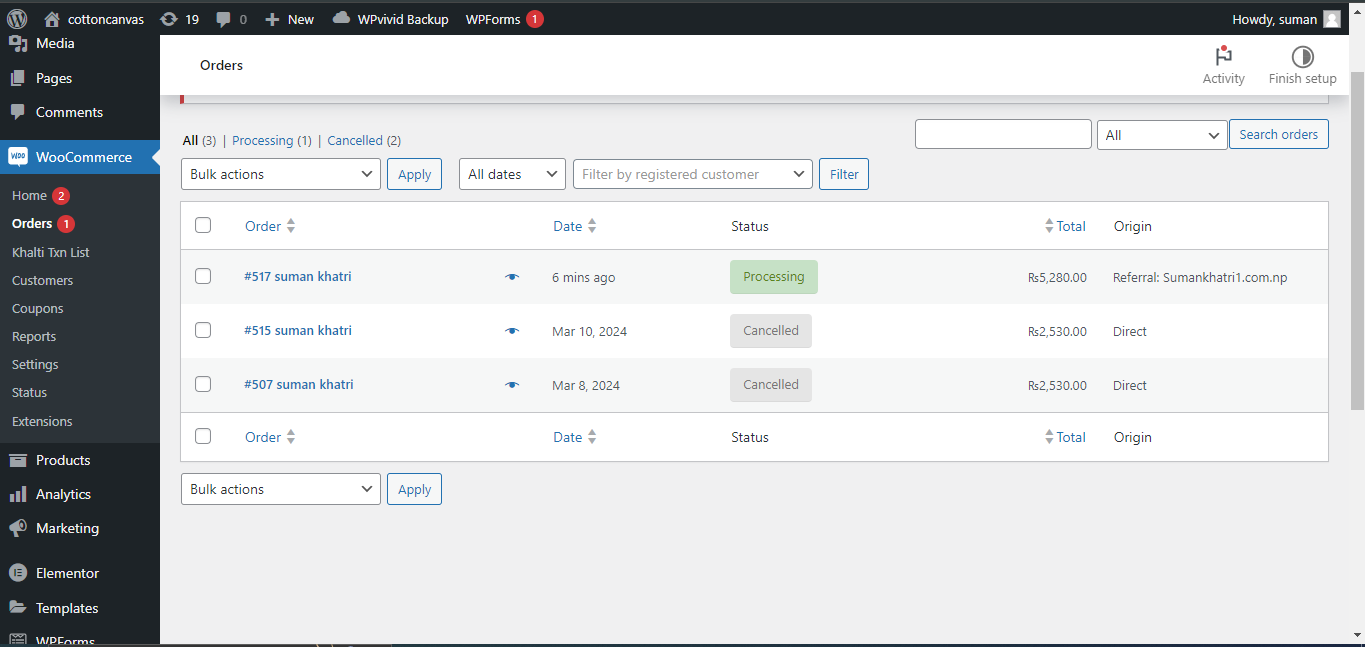 cottoncanvas 19 0 New WPvivid Backup WPForms 1 Howdy, suman
Media
Pages
Comments
WooCommerce
Home 2
Orders 1
Khalti Txn List
Customers
Coupons
Reports
Settings
Status
Extensions
Products
Analytics
Marketing
Elementor
Templates
WPForms
Orders
Activity Finish setup
All (3) | Processing (1) | Cancelled (2)
All Search orders
Bulk actions Apply All dates Filter by registered customer Filter
Order Date Status Total Origin
#517 suman khatri 6 mins ago Processing ₨5,280.00 Referral: Sumankhatri1.com.np
#515 suman khatri Mar 10, 2024 Cancelled ₨2,530.00 Direct
#507 suman khatri Mar 8, 2024 Cancelled ₨2,530.00 Direct
Order Date Status Total Origin
Bulk actions Apply